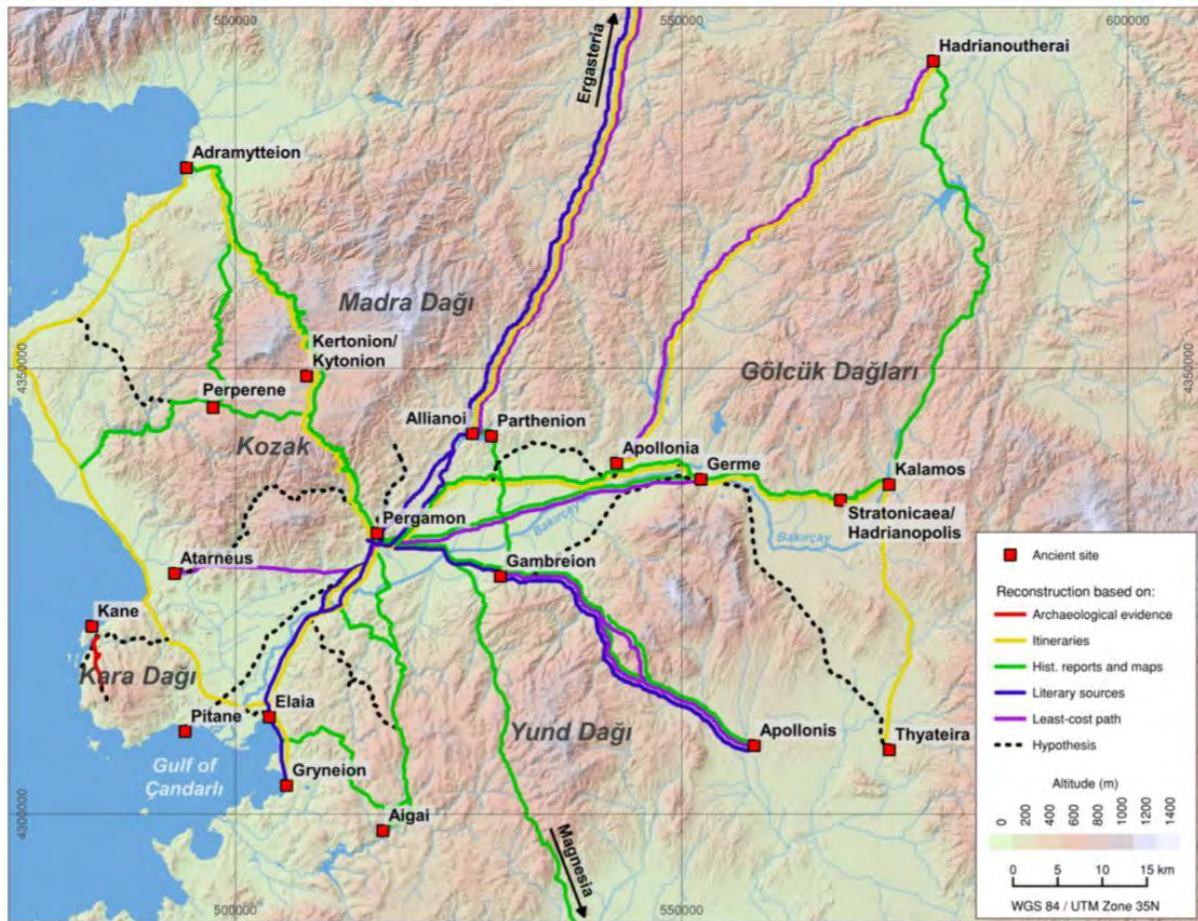 500000
550000
600000
Hadrianoutherai
Ergasteria
Adramytteion
Madra Dağı
Kertonion/
Kytonion
4350000
4350000
Gölcük Dağları
Perperene
Allianoi
Parthenion
Kozak
Apollonia
Germe
Kalamos
Pergamon
Bakırçay
Stratonicaea/
Hadrianopolis
Bakırçay
Atarneus
Gambreion
Kane
Kara Dağı
Elaia
Pitane
Yund Dağı
Apollonis
Thyateira
Gulf of
Çandarlı
Gryneion
4300000
Aigai
Magnesia
500000
550000
Ancient site
Reconstruction based on:
Archaeological evidence
Itineraries
Hist. reports and maps
Literary sources
Least-cost path
Hypothesis
Altitude (m)
0 200 400 600 800 1000 1200 1400
0 5 10 15 km
WGS 84 / UTM Zone 35N